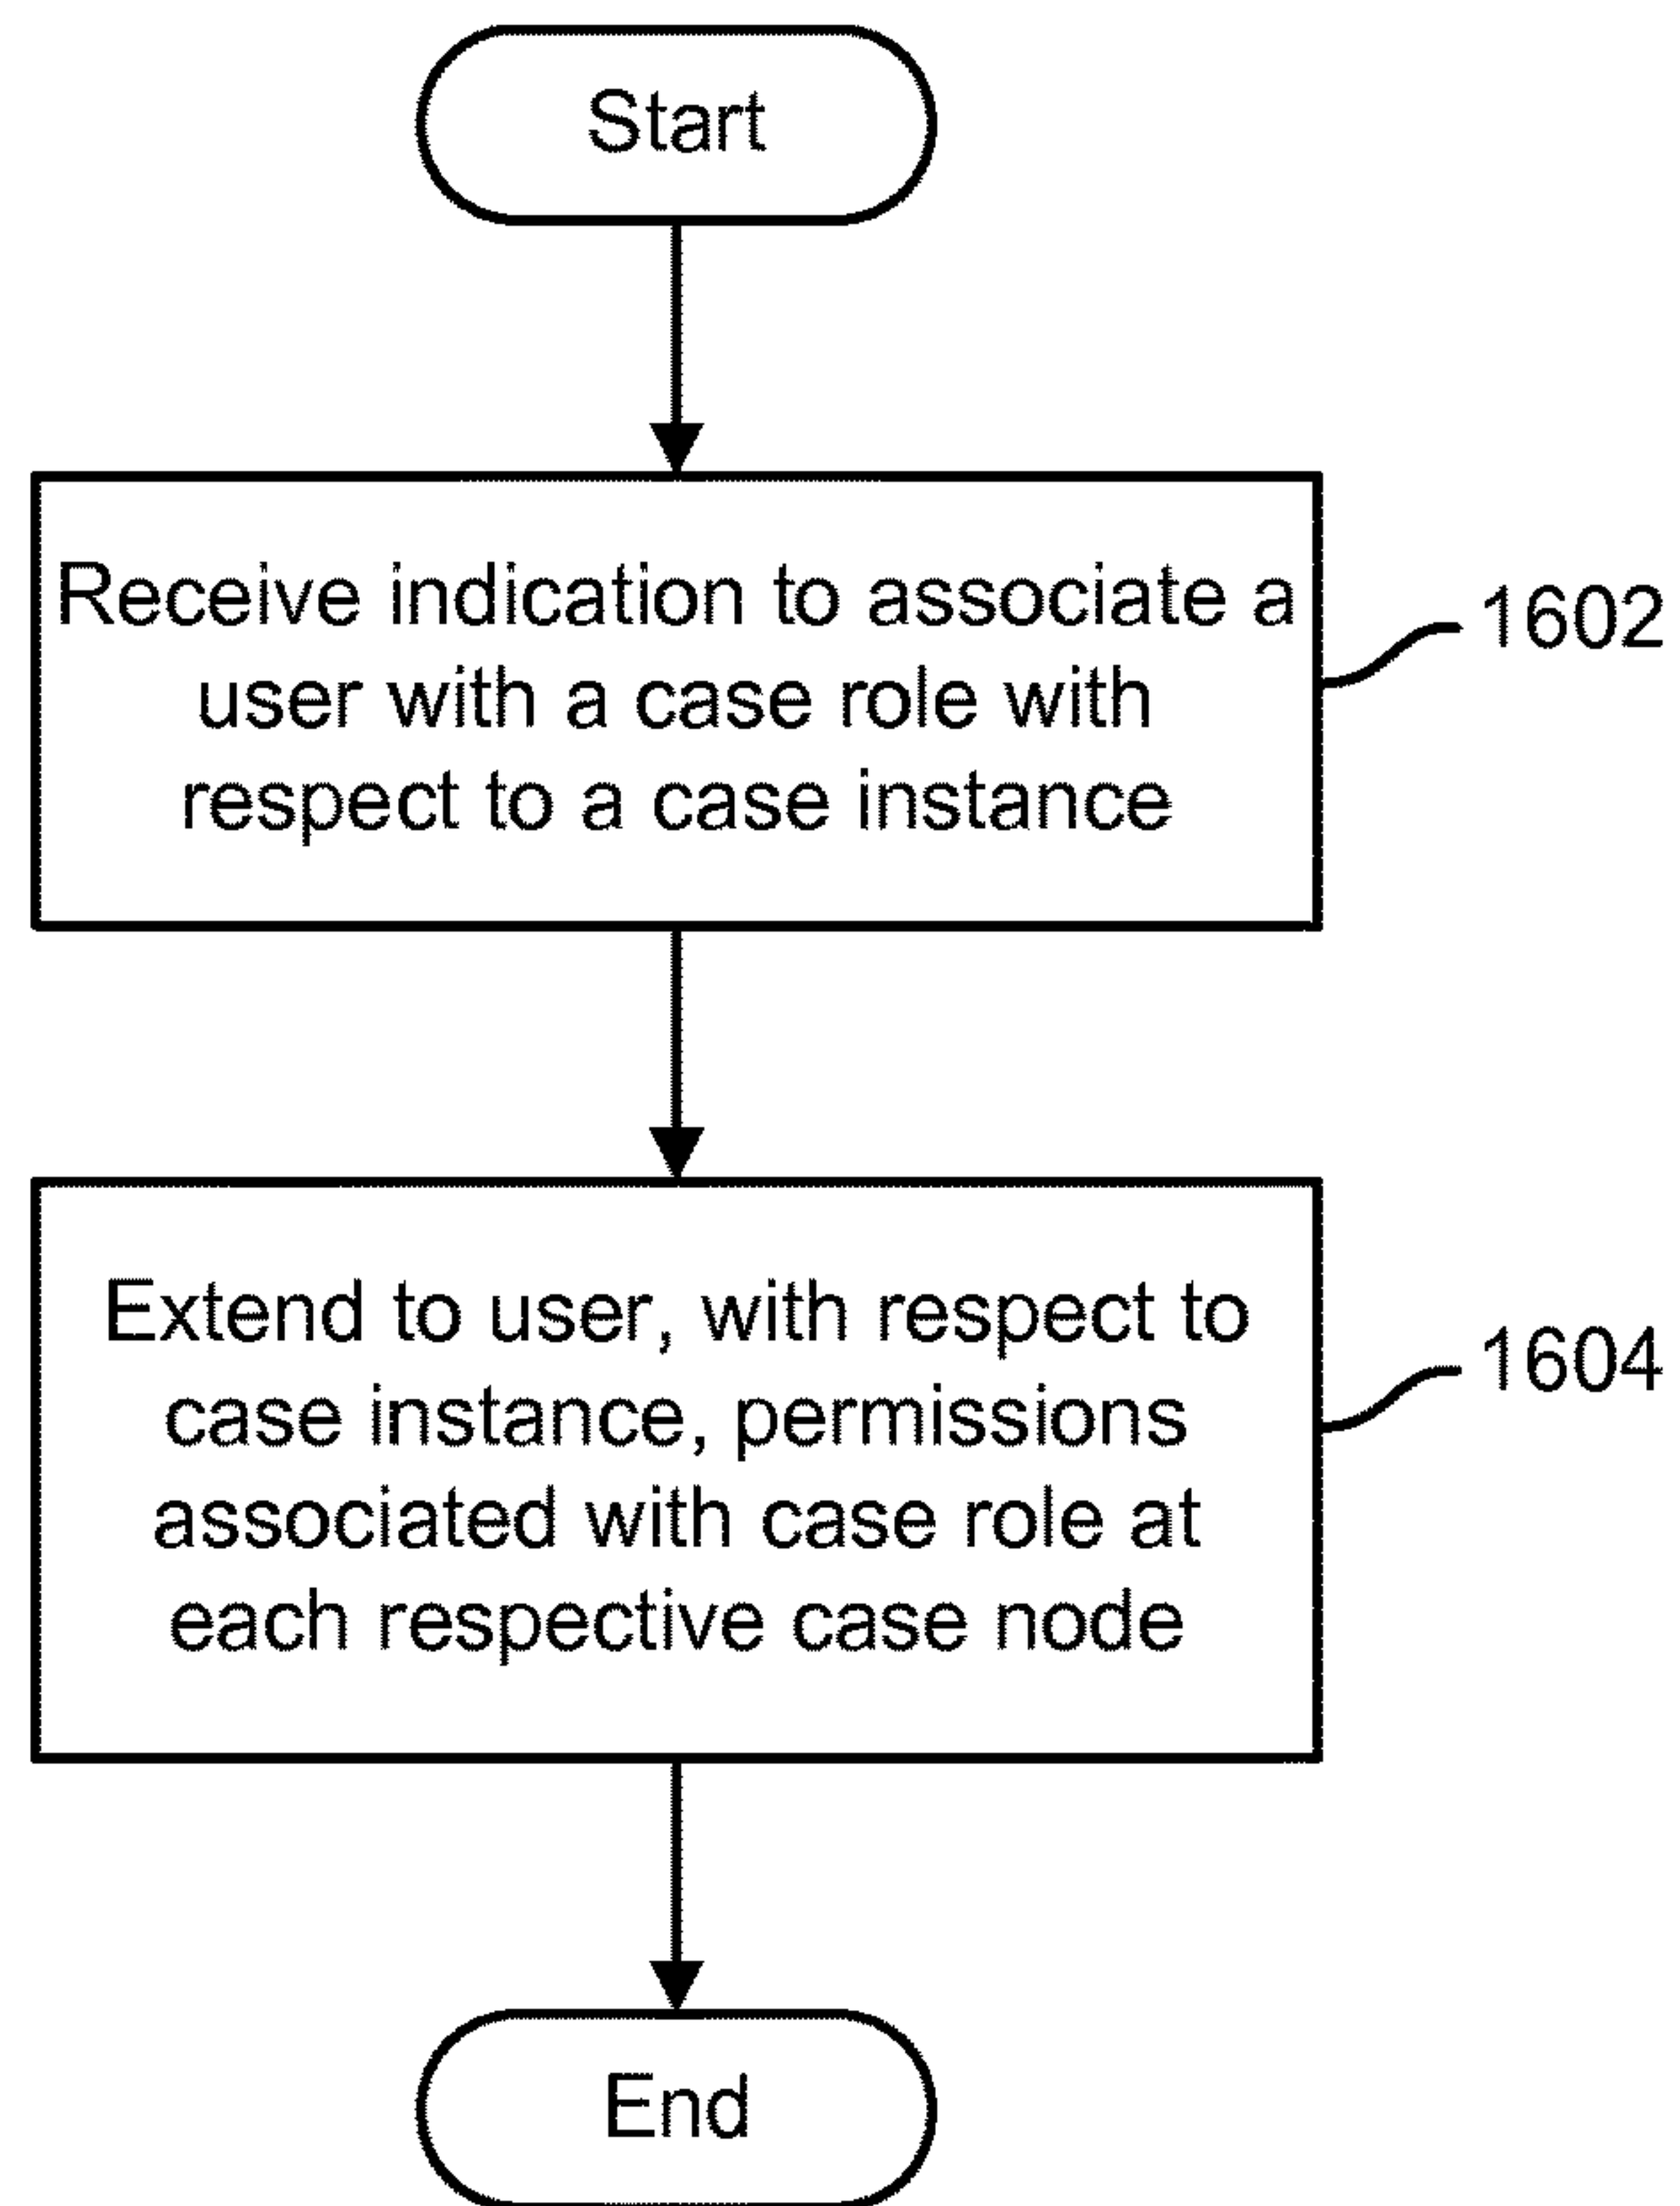 Start
Receive indication to associate a
user with a case role with
respect to a case instance
1602
Extend to user, with respect to
case instance, permissions
associated with case role at
each respective case node
1604
End